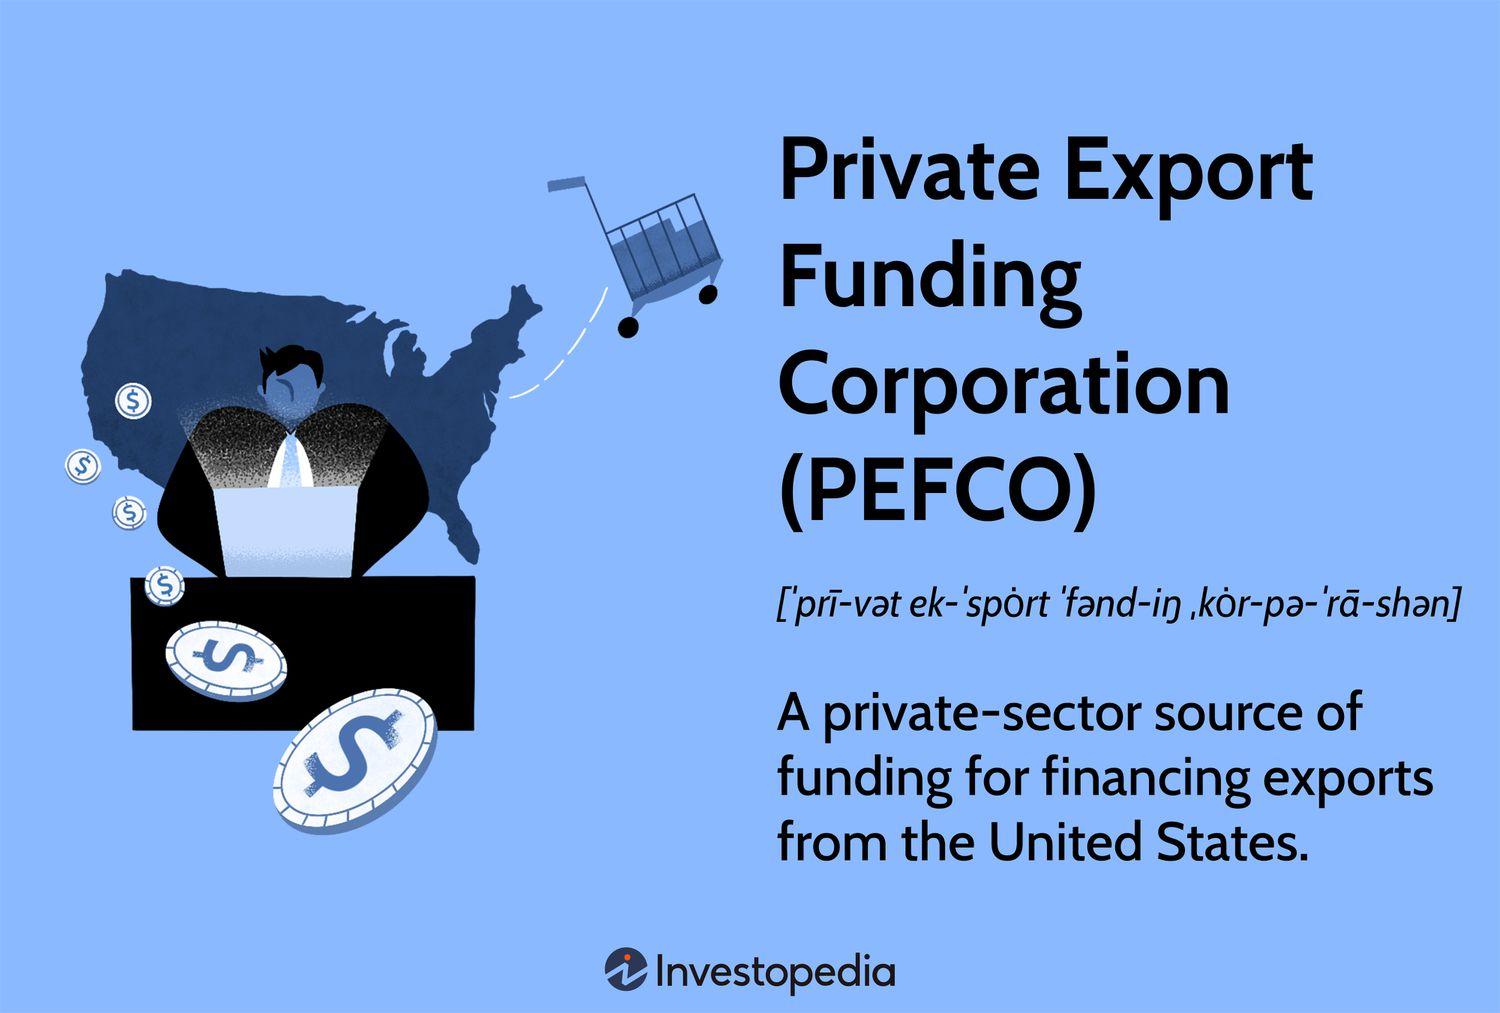 Private Export
Funding
Corporation
(PEFCO)
[ˈprī-vət ek-ˈspȯrt ˈfənd-iŋ ˌkȯr-pə-ˈrā-shən]
A private-sector source of
funding for financing exports
from the United States.
Investopedia
$
$
$
$
$
$